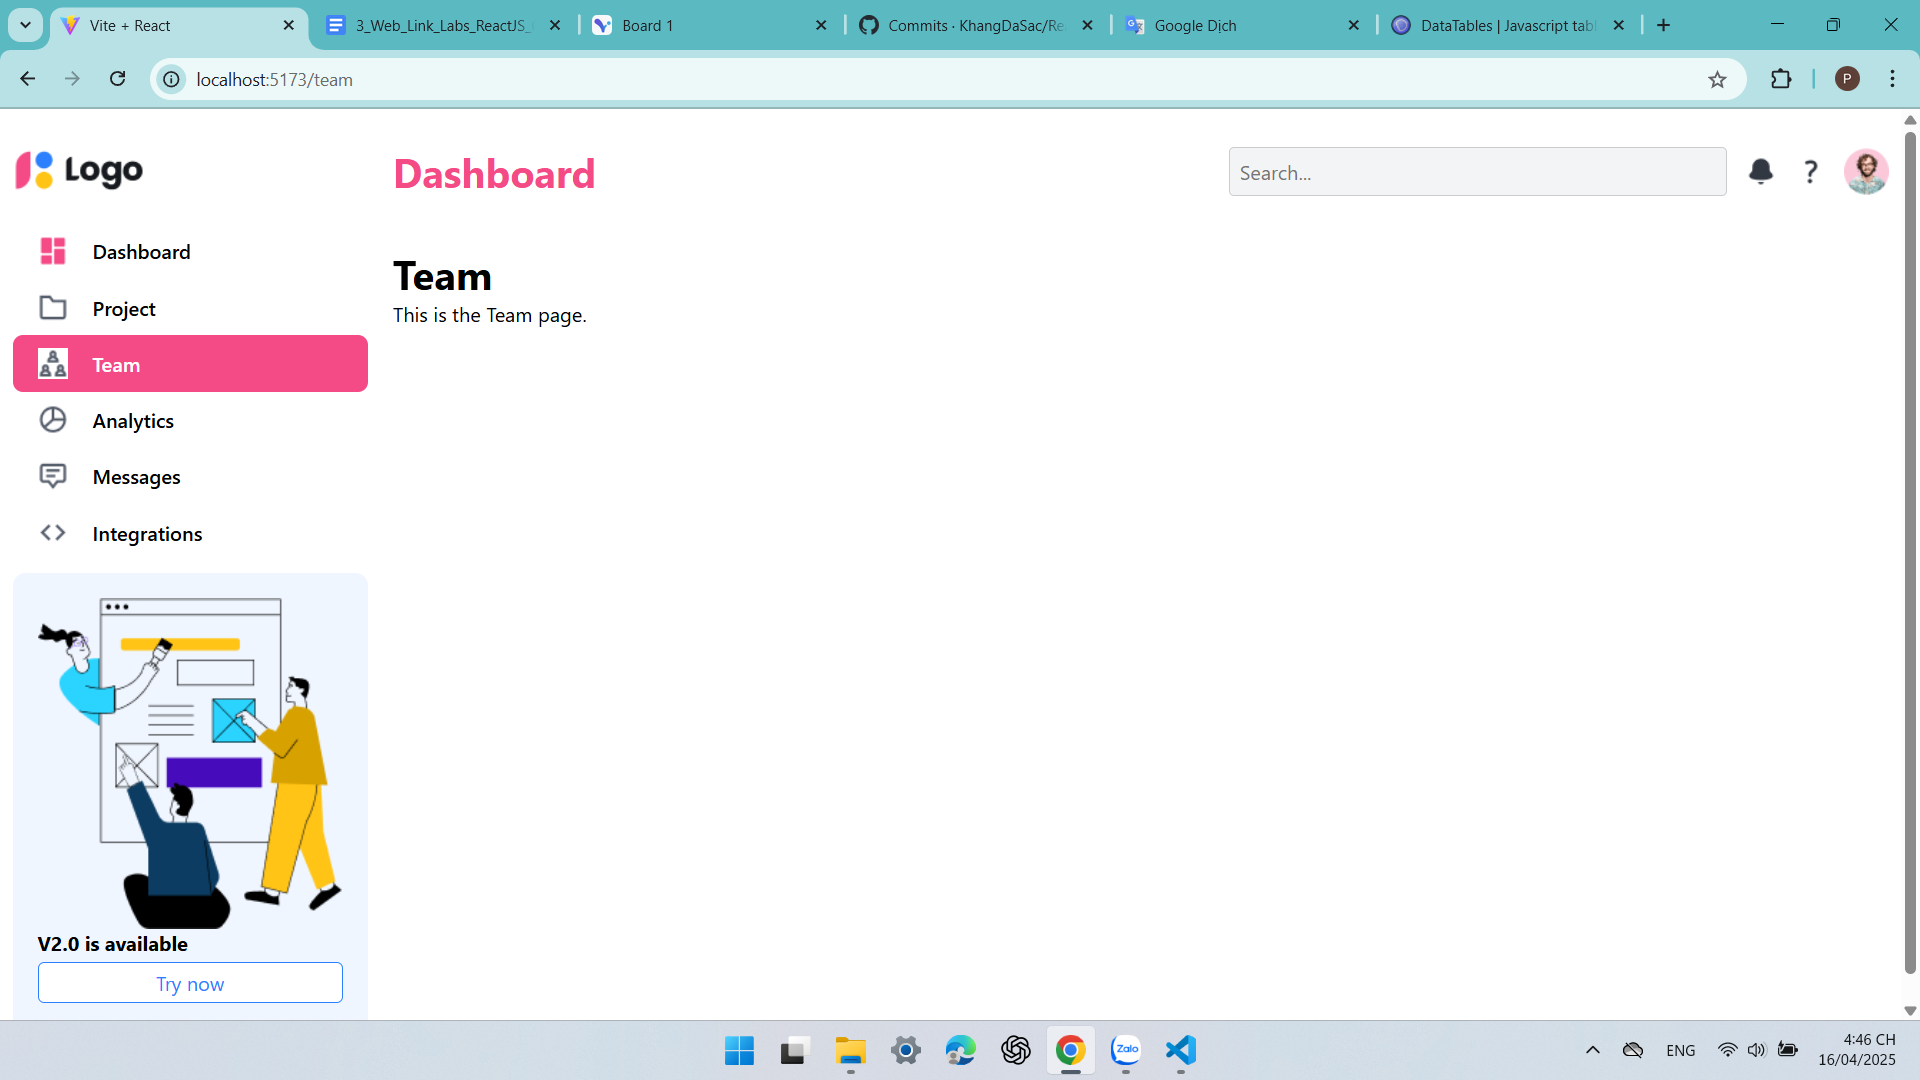 Vite + React
3_Web_Link_Labs_ReactJS_
Board 1
Commits · KhangDaSac/Re
Google Dịch
DataTables | Javascript tab
localhost:5173/team
P
Logo
Dashboard
Search...
?
Dashboard
Project
Team
Analytics
Messages
Integrations
Team
This is the Team page.
V2.0 is available
Try now
Zalo
ENG
4:46 CH
16/04/2025